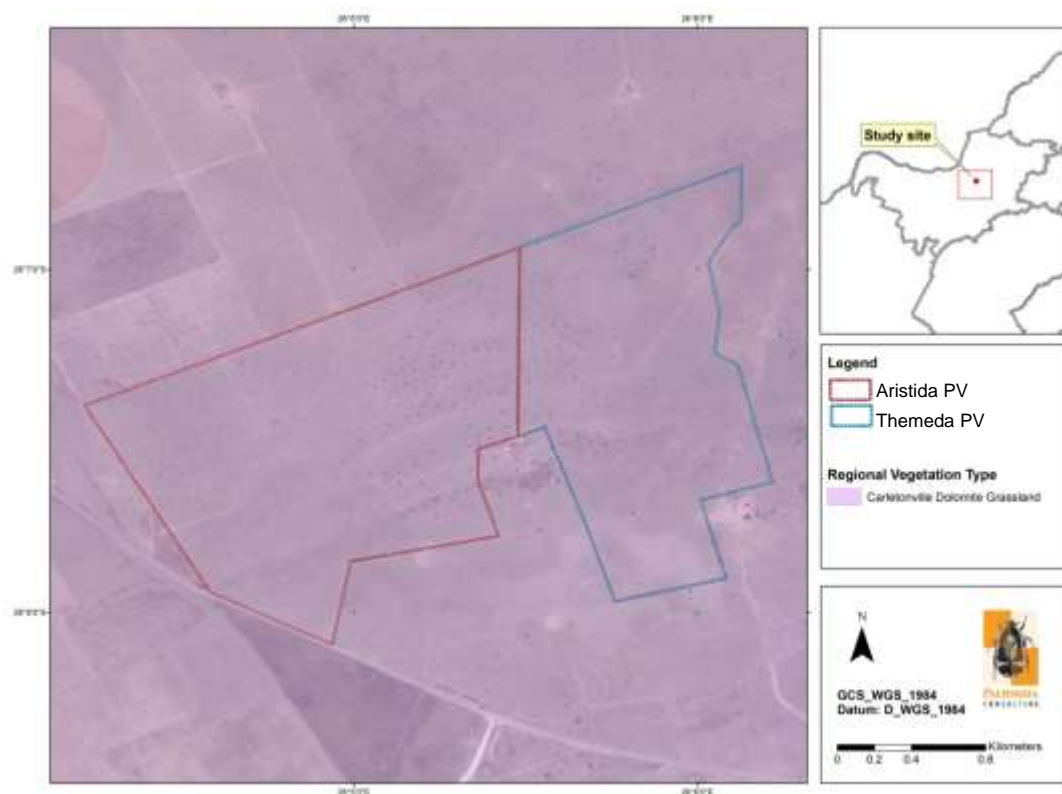 Study site
Legend
Aristida PV
Themeda PV
Regional Vegetation Type
Carletonville Dolomite Grassland
N
GCS_WGS_1984
Datum: D_WGS_1984
CONSULTING
Kilometers
0 0.2 0.4 0.8